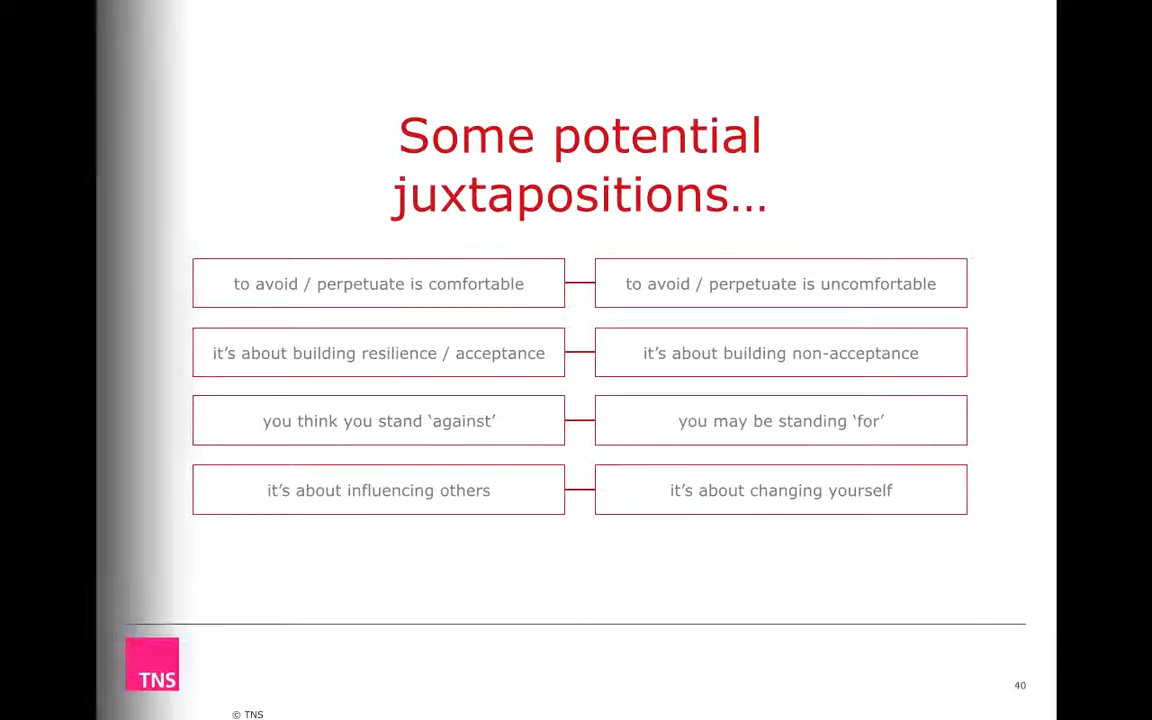 Some potential
juxtapositions…
to avoid / perpetuate is comfortable
to avoid / perpetuate is uncomfortable
it’s about building resilience / acceptance
it’s about building non-acceptance
you think you stand ‘against’
you may be standing ‘for’
it’s about influencing others
it’s about changing yourself
TNS
40
© TNS